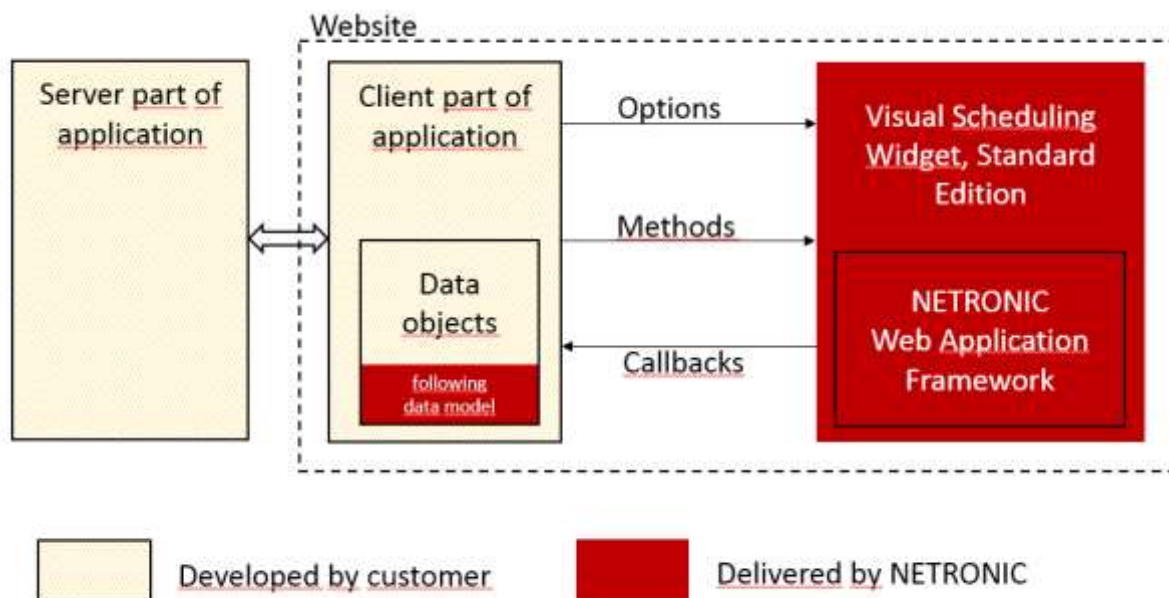 Website
Server part of
application
Client part of
application
Options
Methods
Callbacks
Data
objects
following
data model
Visual Scheduling
Widget, Standard
Edition
NETRONIC
Web Application
Framework
Developed by customer
Delivered by NETRONIC